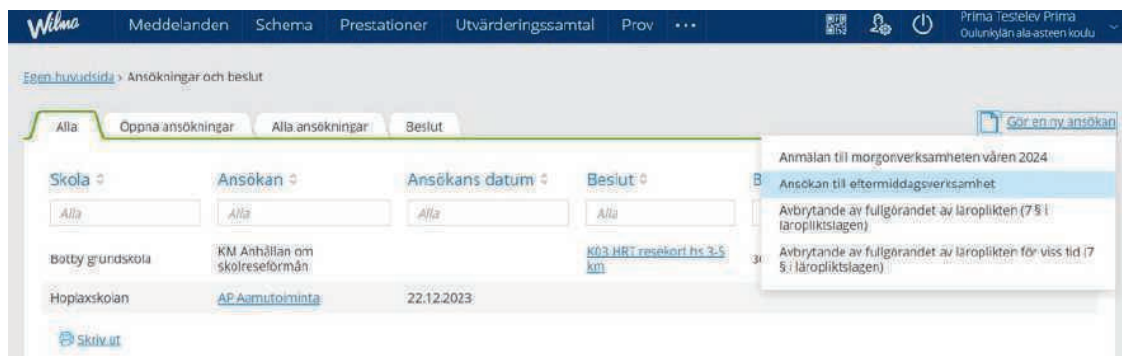 Wilma Meddelanden Schema Prestationer Utvärderingssamtal Prov ••• Prima Testelev Prima
Oulunkylän ala-asteen koulu
Egen huvudsida › Ansökningar och beslut
Alla Öppna ansökningar Alla ansökningar Beslut Gör en ny ansökan
Anmälan till morgonverksamheten våren 2024
Ansökan till eftermiddagsverksamhet
Avbrytande av fullgörandet av läroplikten (7 § i
läropliktslagen)
Avbrytande av fullgörandet av läroplikten för viss tid (7
§ i läropliktslagen)
Skola Ansökan Ansökans datum Beslut B
Alla Alla Alla Alla
Botby grundskola KM Anhållan om
skolreseförmån K03 HRT resekort hs 3-5
km
Hoplaxskolan AP Aamutoiminta 22.12.2023
Skriv ut